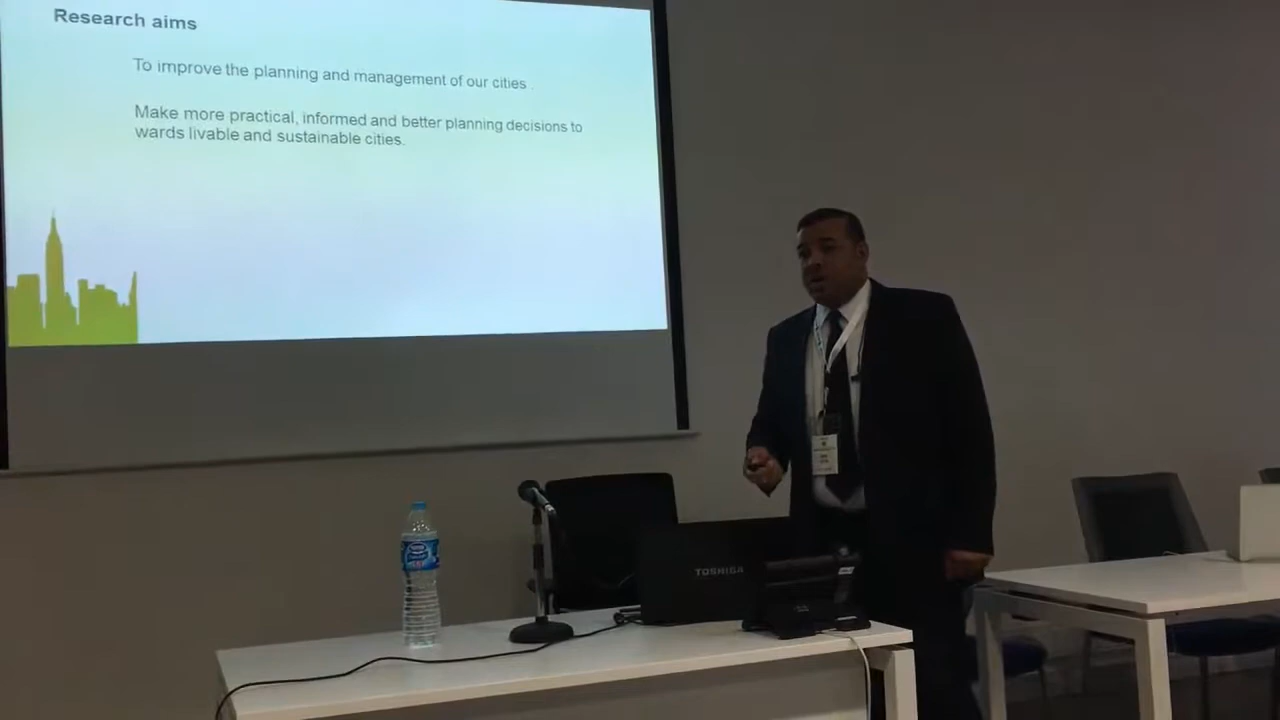 Research aims
To improve the planning and management of our cities .
Make more practical, informed and better planning decisions to
wards livable and sustainable cities.
TOSHIBA